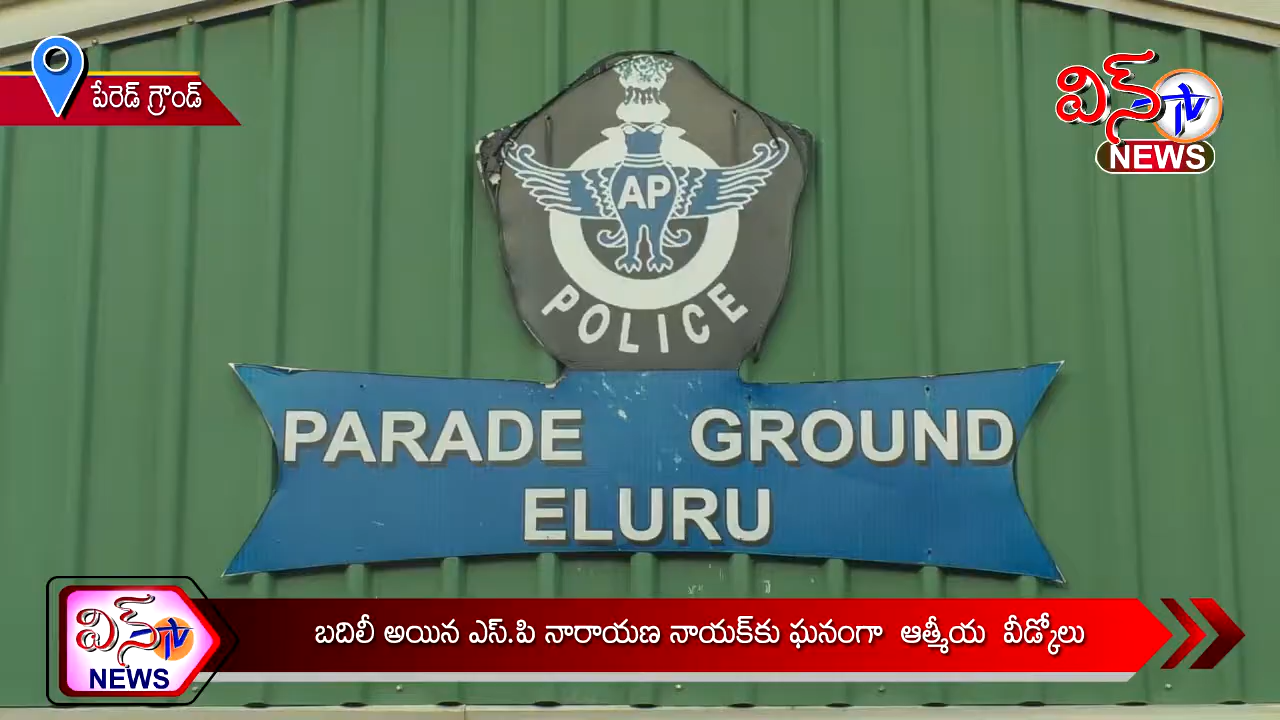 పేరెడ్ గ్రౌండ్
విన్ tv
NEWS
AP
POLICE
PARADE GROUND
ELURU
బదిలీ అయిన ఎస్.పి నారాయణ నాయక్‌కు ఘనంగా ఆత్మీయ వీడ్కోలు
విన్ tv
NEWS